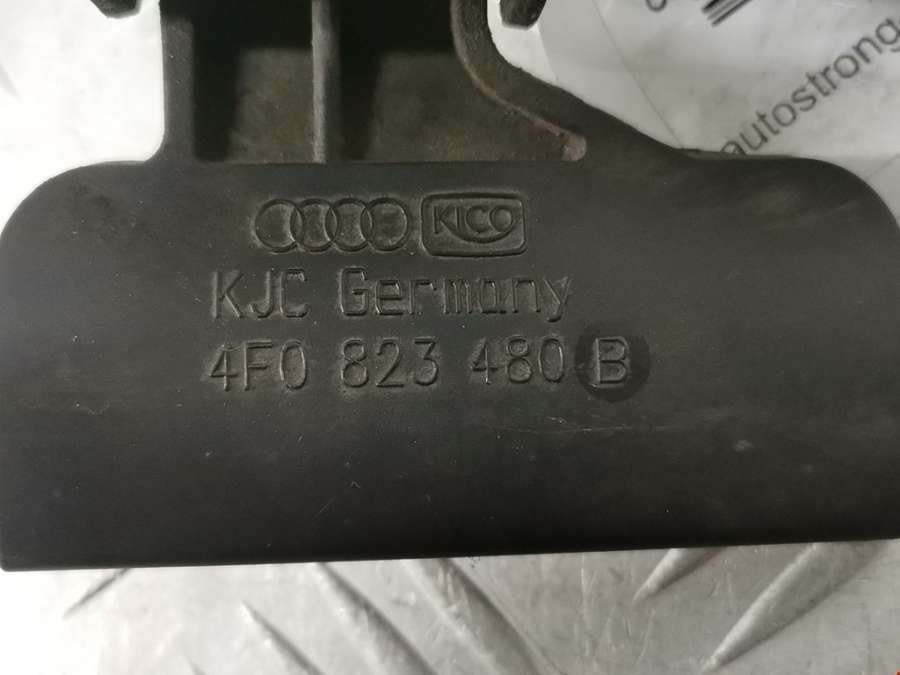 autostrong-
KICO
KJC Germany
4F0 823 480 B